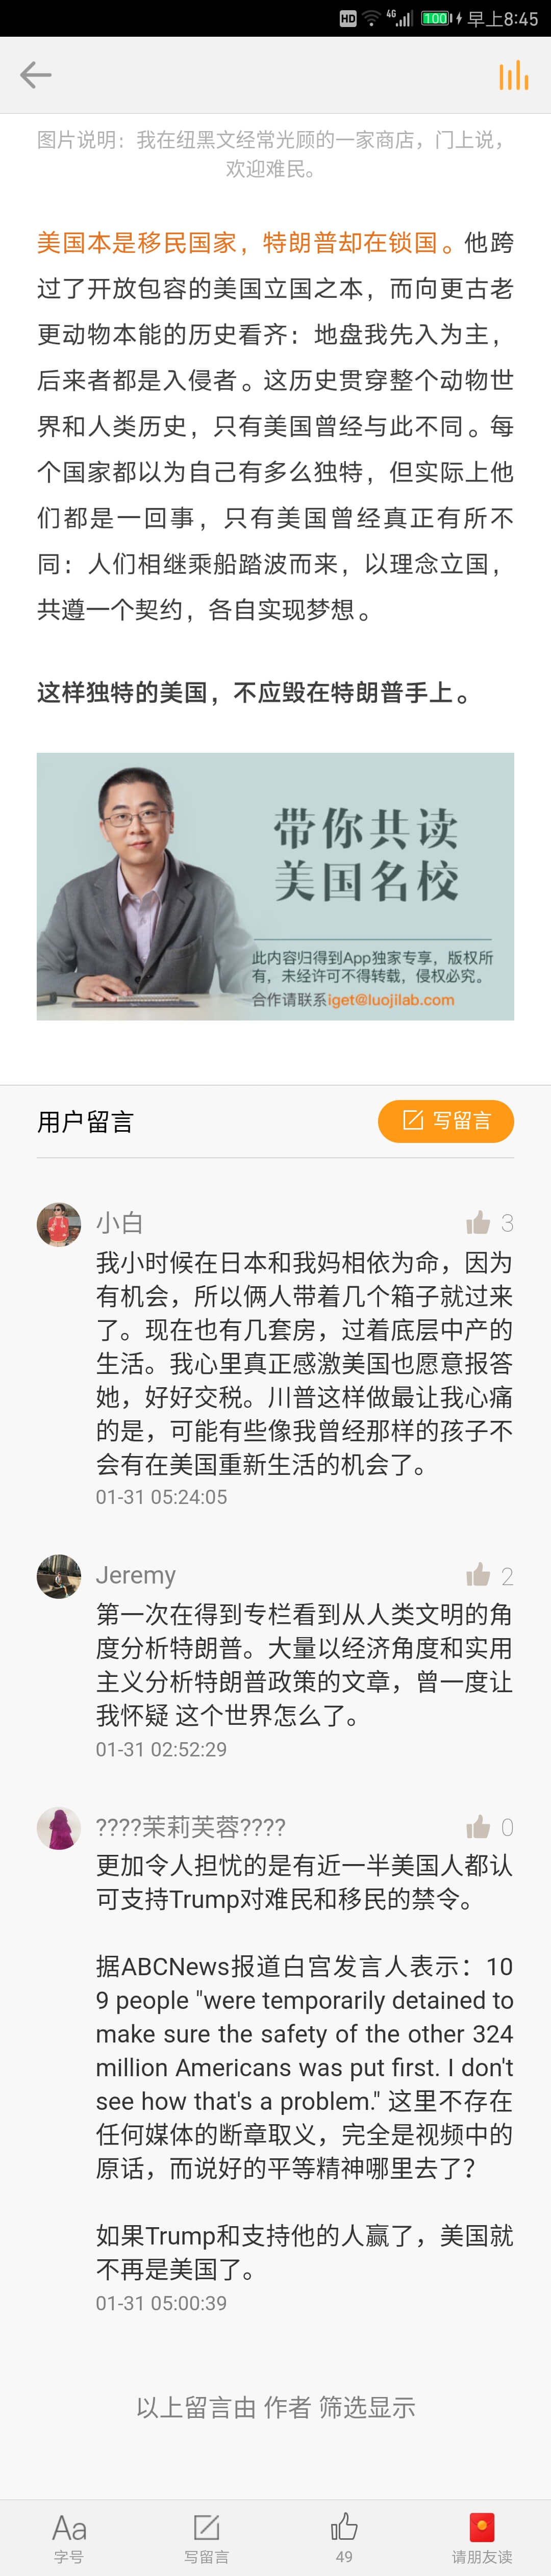 HD 4G 100 早上8:45
图片说明：我在纽黑文经常光顾的一家商店，门上说，
欢迎难民。
美国本是移民国家，特朗普却在锁国。他跨
过了开放包容的美国立国之本，而向更古老
更动物本能的历史看齐：地盘我先入为主，
后来者都是入侵者。这历史贯穿整个动物世
界和人类历史，只有美国曾经与此不同。每
个国家都以为自己有多么独特，但实际上他
们都是一回事，只有美国曾经真正有所不
同：人们相继乘船踏波而来，以理念立国，
共遵一个契约，各自实现梦想。
这样独特的美国，不应毁在特朗普手上。
带你共读
美国名校
此内容归得到App独家专享，版权所
有，未经许可不得转载，侵权必究。
合作请联系iget@luojilab.com
用户留言
写留言
小白 3
我小时候在日本和我妈相依为命，因为
有机会，所以俩人带着几个箱子就过来
了。现在也有几套房，过着底层中产的
生活。我心里真正感激美国也愿意报答
她，好好交税。川普这样做最让我心痛
的是，可能有些像我曾经那样的孩子不
会有在美国重新生活的机会了。
01-31 05:24:05
Jeremy 2
第一次在得到专栏看到从人类文明的角
度分析特朗普。大量以经济角度和实用
主义分析特朗普政策的文章，曾一度让
我怀疑 这个世界怎么了。
01-31 02:52:29
????茉莉芙蓉???? 0
更加令人担忧的是有近一半美国人都认
可支持Trump对难民和移民的禁令。
据ABCNews报道白宫发言人表示：10
9 people "were temporarily detained to
make sure the safety of the other 324
million Americans was put first. I don't
see how that's a problem." 这里不存在
任何媒体的断章取义，完全是视频中的
原话，而说好的平等精神哪里去了？
如果Trump和支持他的人赢了，美国就
不再是美国了。
01-31 05:00:39
以上留言由 作者 筛选显示
Aa
字号 写留言 49 请朋友读